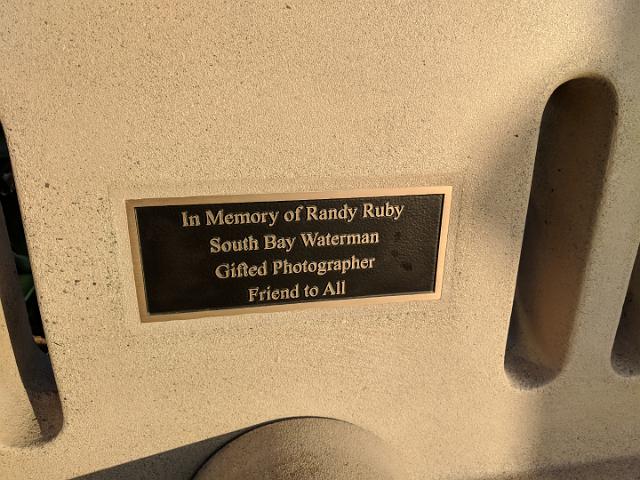 In Memory of Randy Ruby
South Bay Waterman
Gifted Photographer
Friend to All